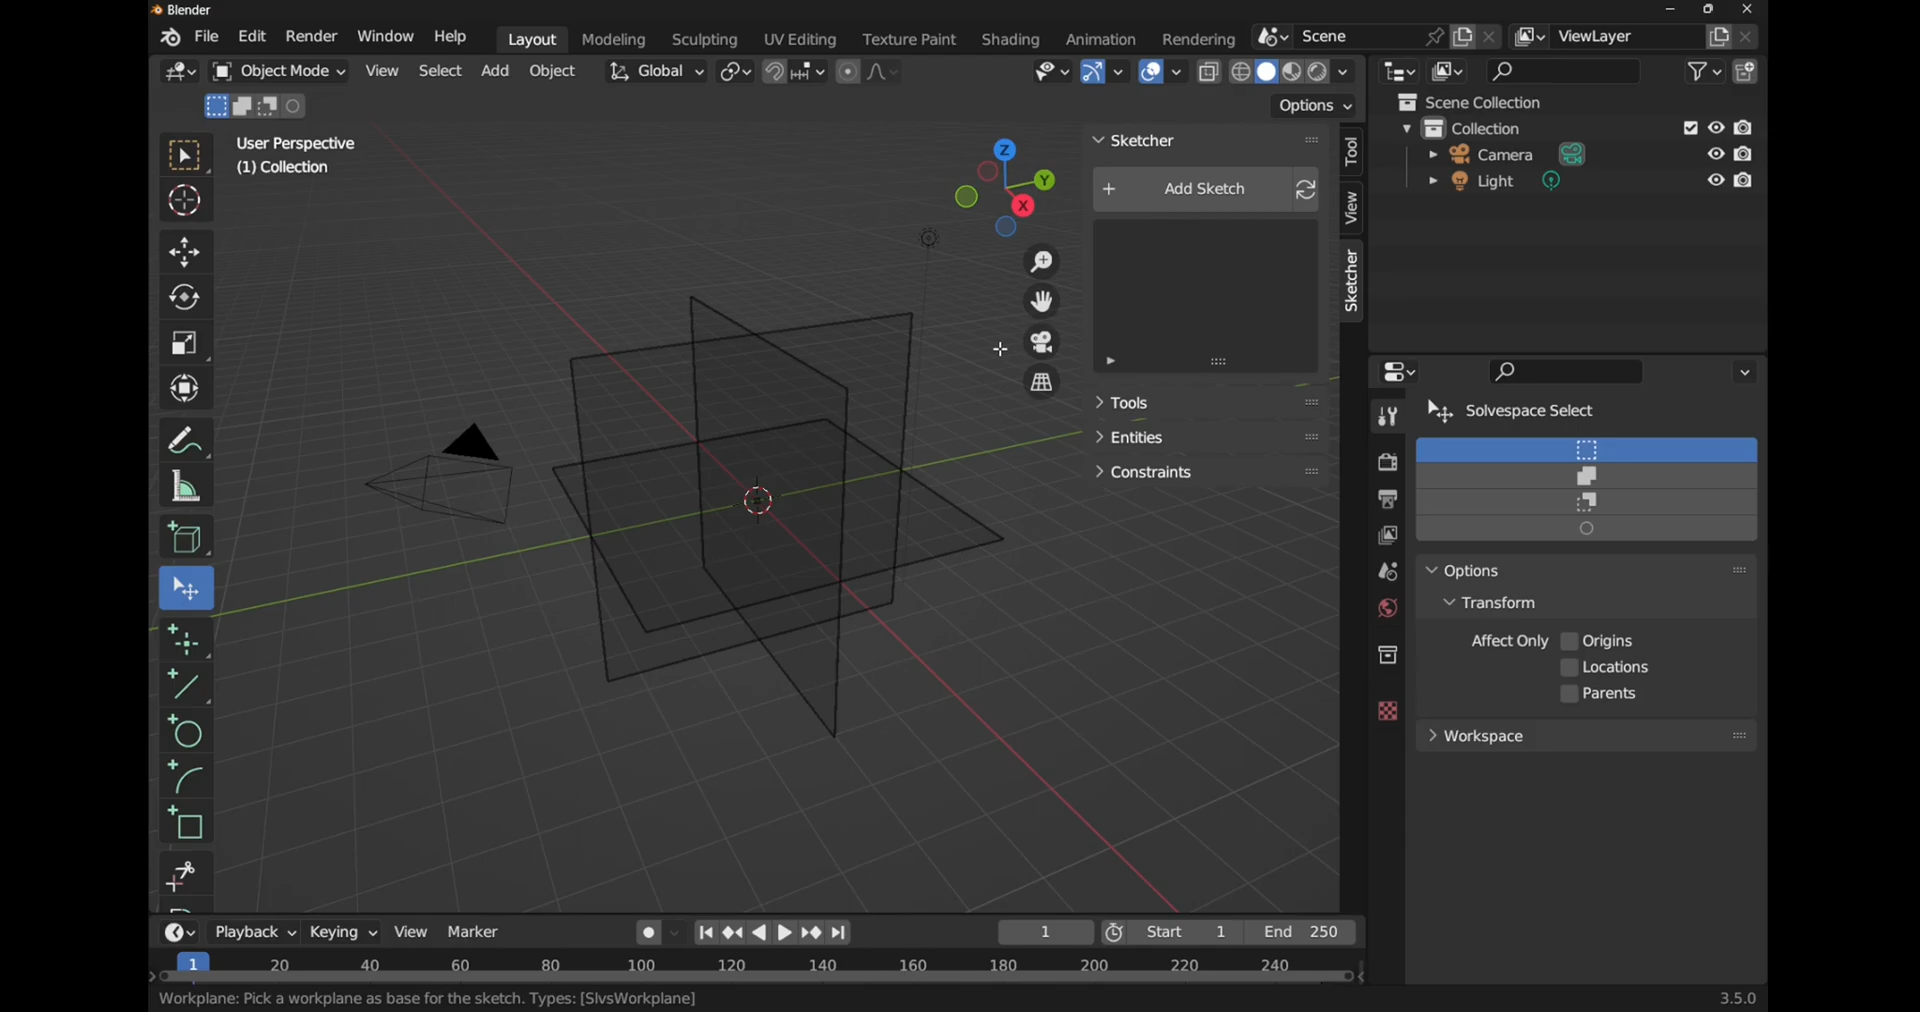 Blender
File Edit Render Window Help Layout Modeling Sculpting UV Editing Texture Paint Shading Animation Rendering Scene ViewLayer
Object Mode View Select Add Object Global
Options
User Perspective
(1) Collection
Z
Y
X
Sketcher
+ Add Sketch
Tools
Entities
Constraints
Tool
View
Sketcher
Scene Collection
Collection
Camera
Light
Solvespace Select
Options
Transform
Affect Only Origins
Locations
Parents
Workspace
Playback Keying View Marker 1 Start 1 End 250
1 20 40 60 80 100 120 140 160 180 200 220 240
Workplane: Pick a workplane as base for the sketch. Types: [SlvsWorkplane] 3.5.0